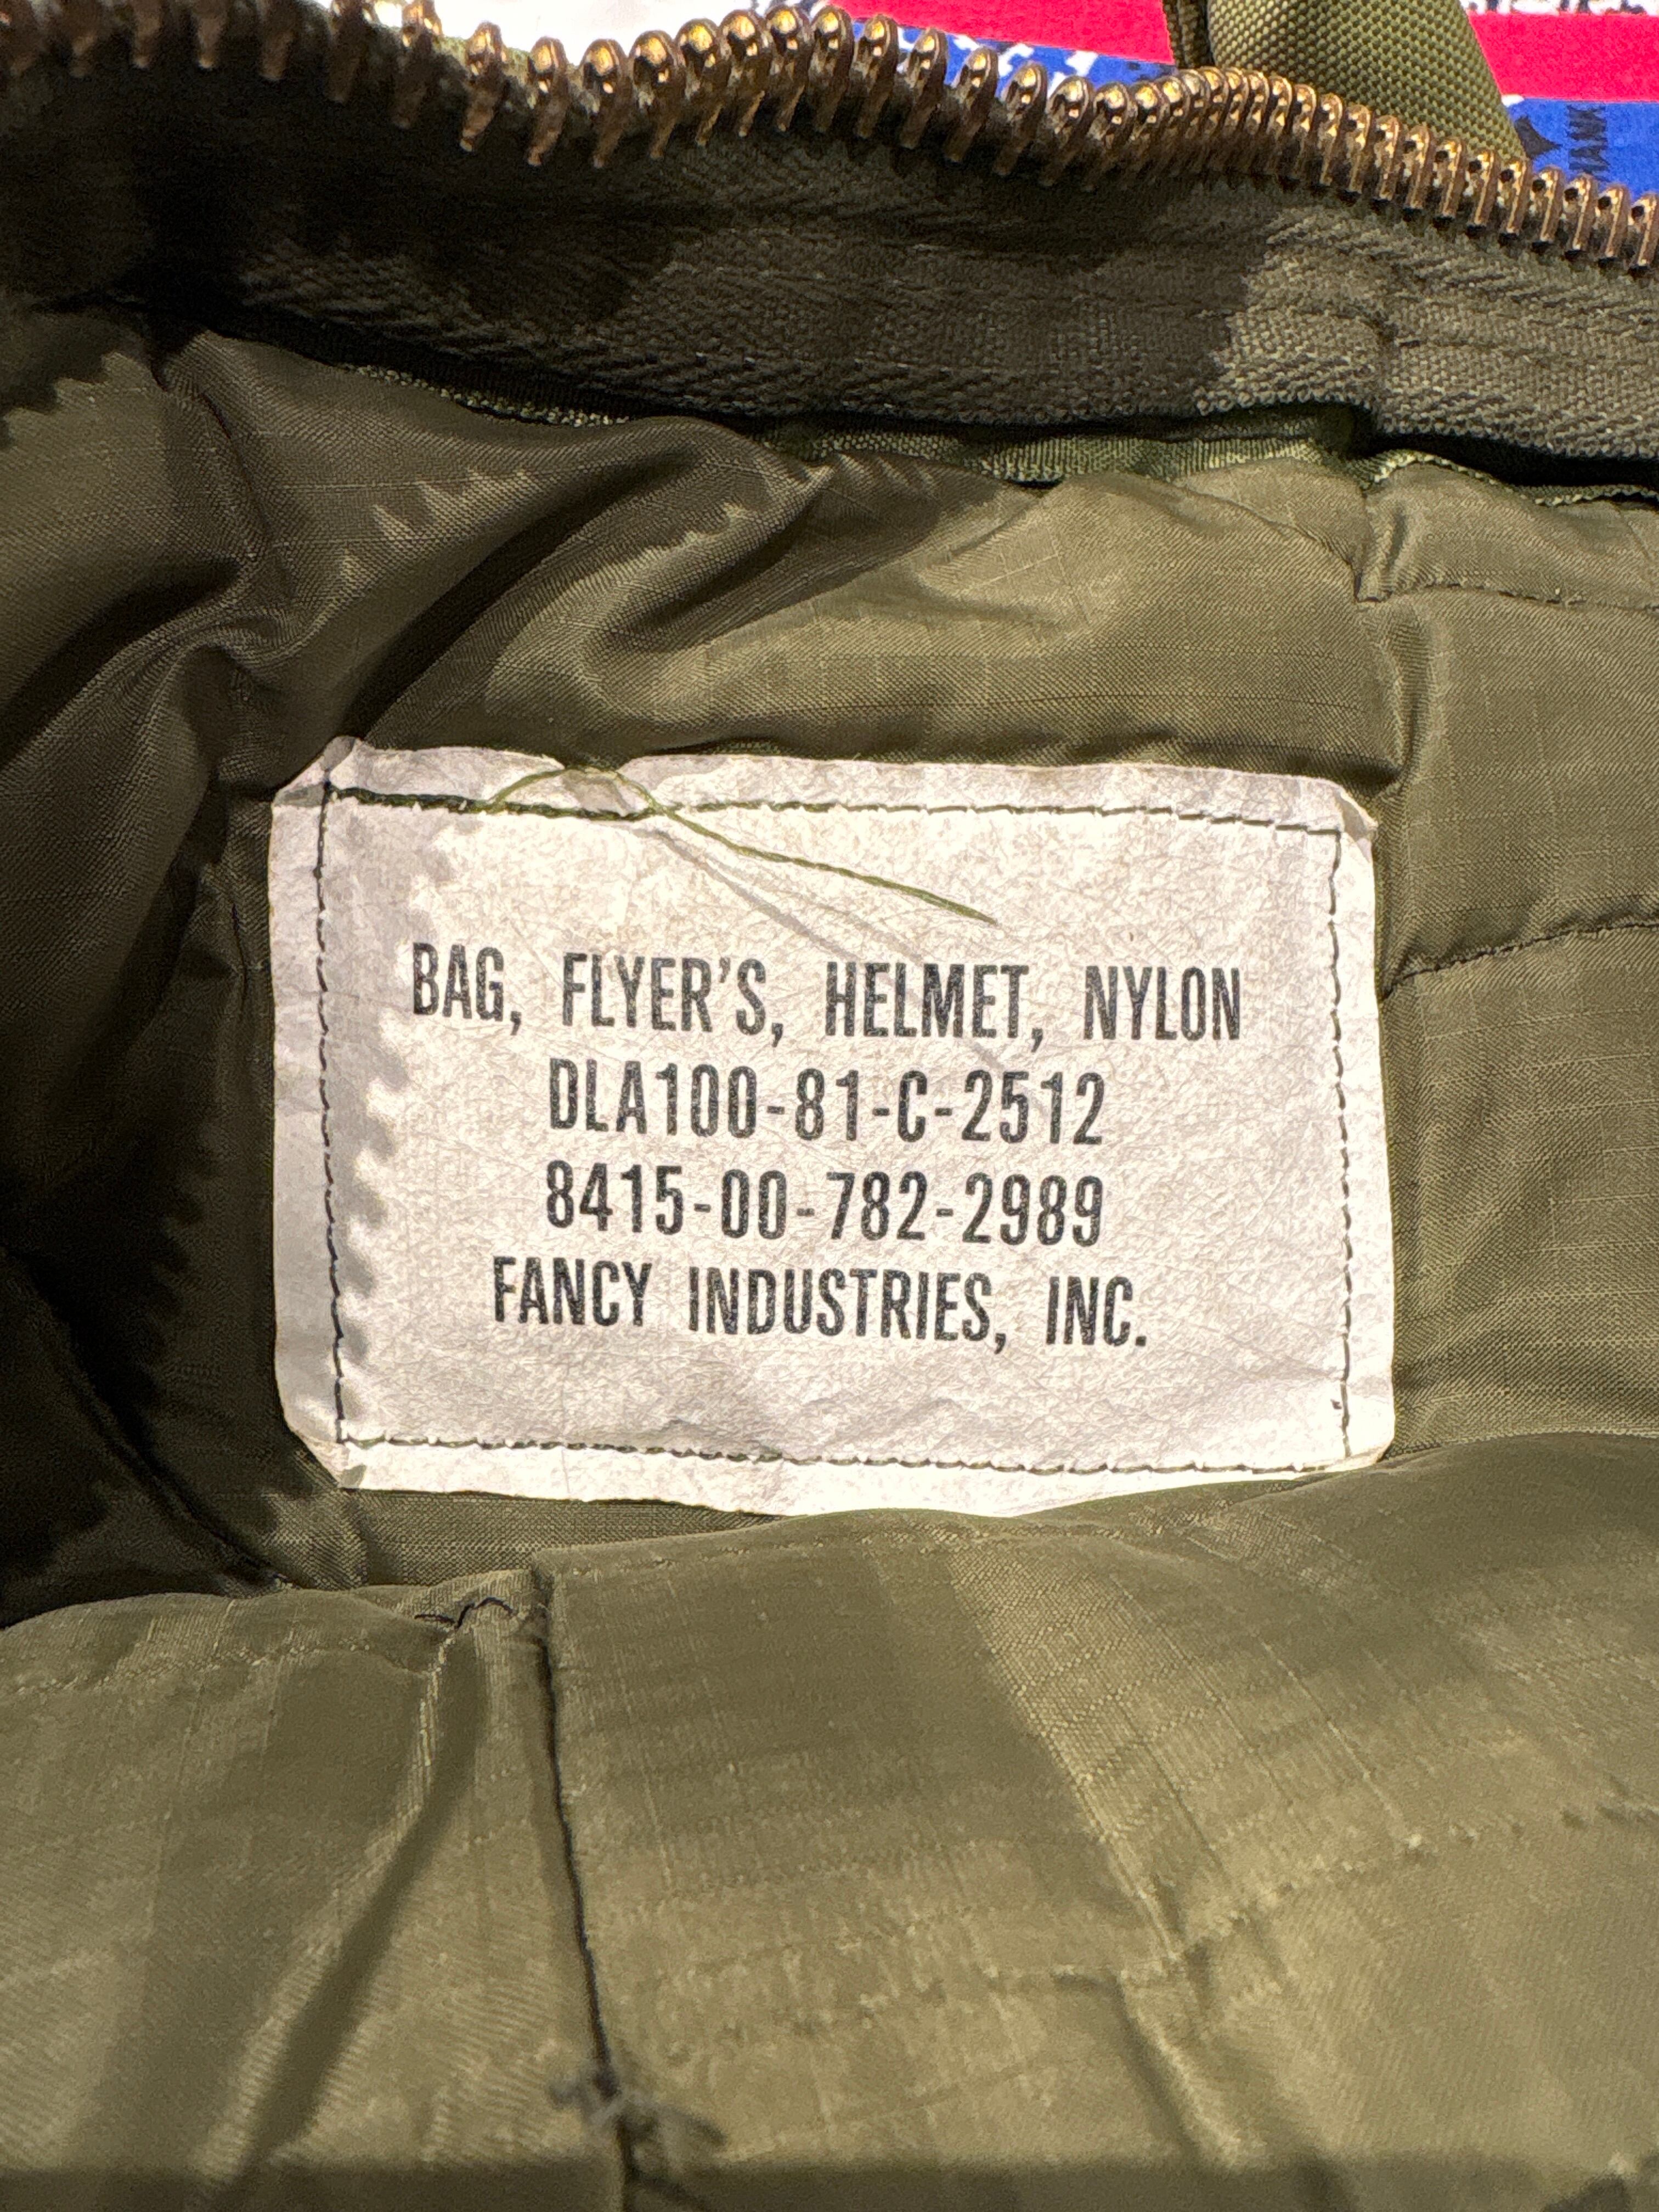 BAG, FLYER'S, HELMET, NYLON
DLA100-81-C-2512
8415-00-782-2989
FANCY INDUSTRIES, INC.